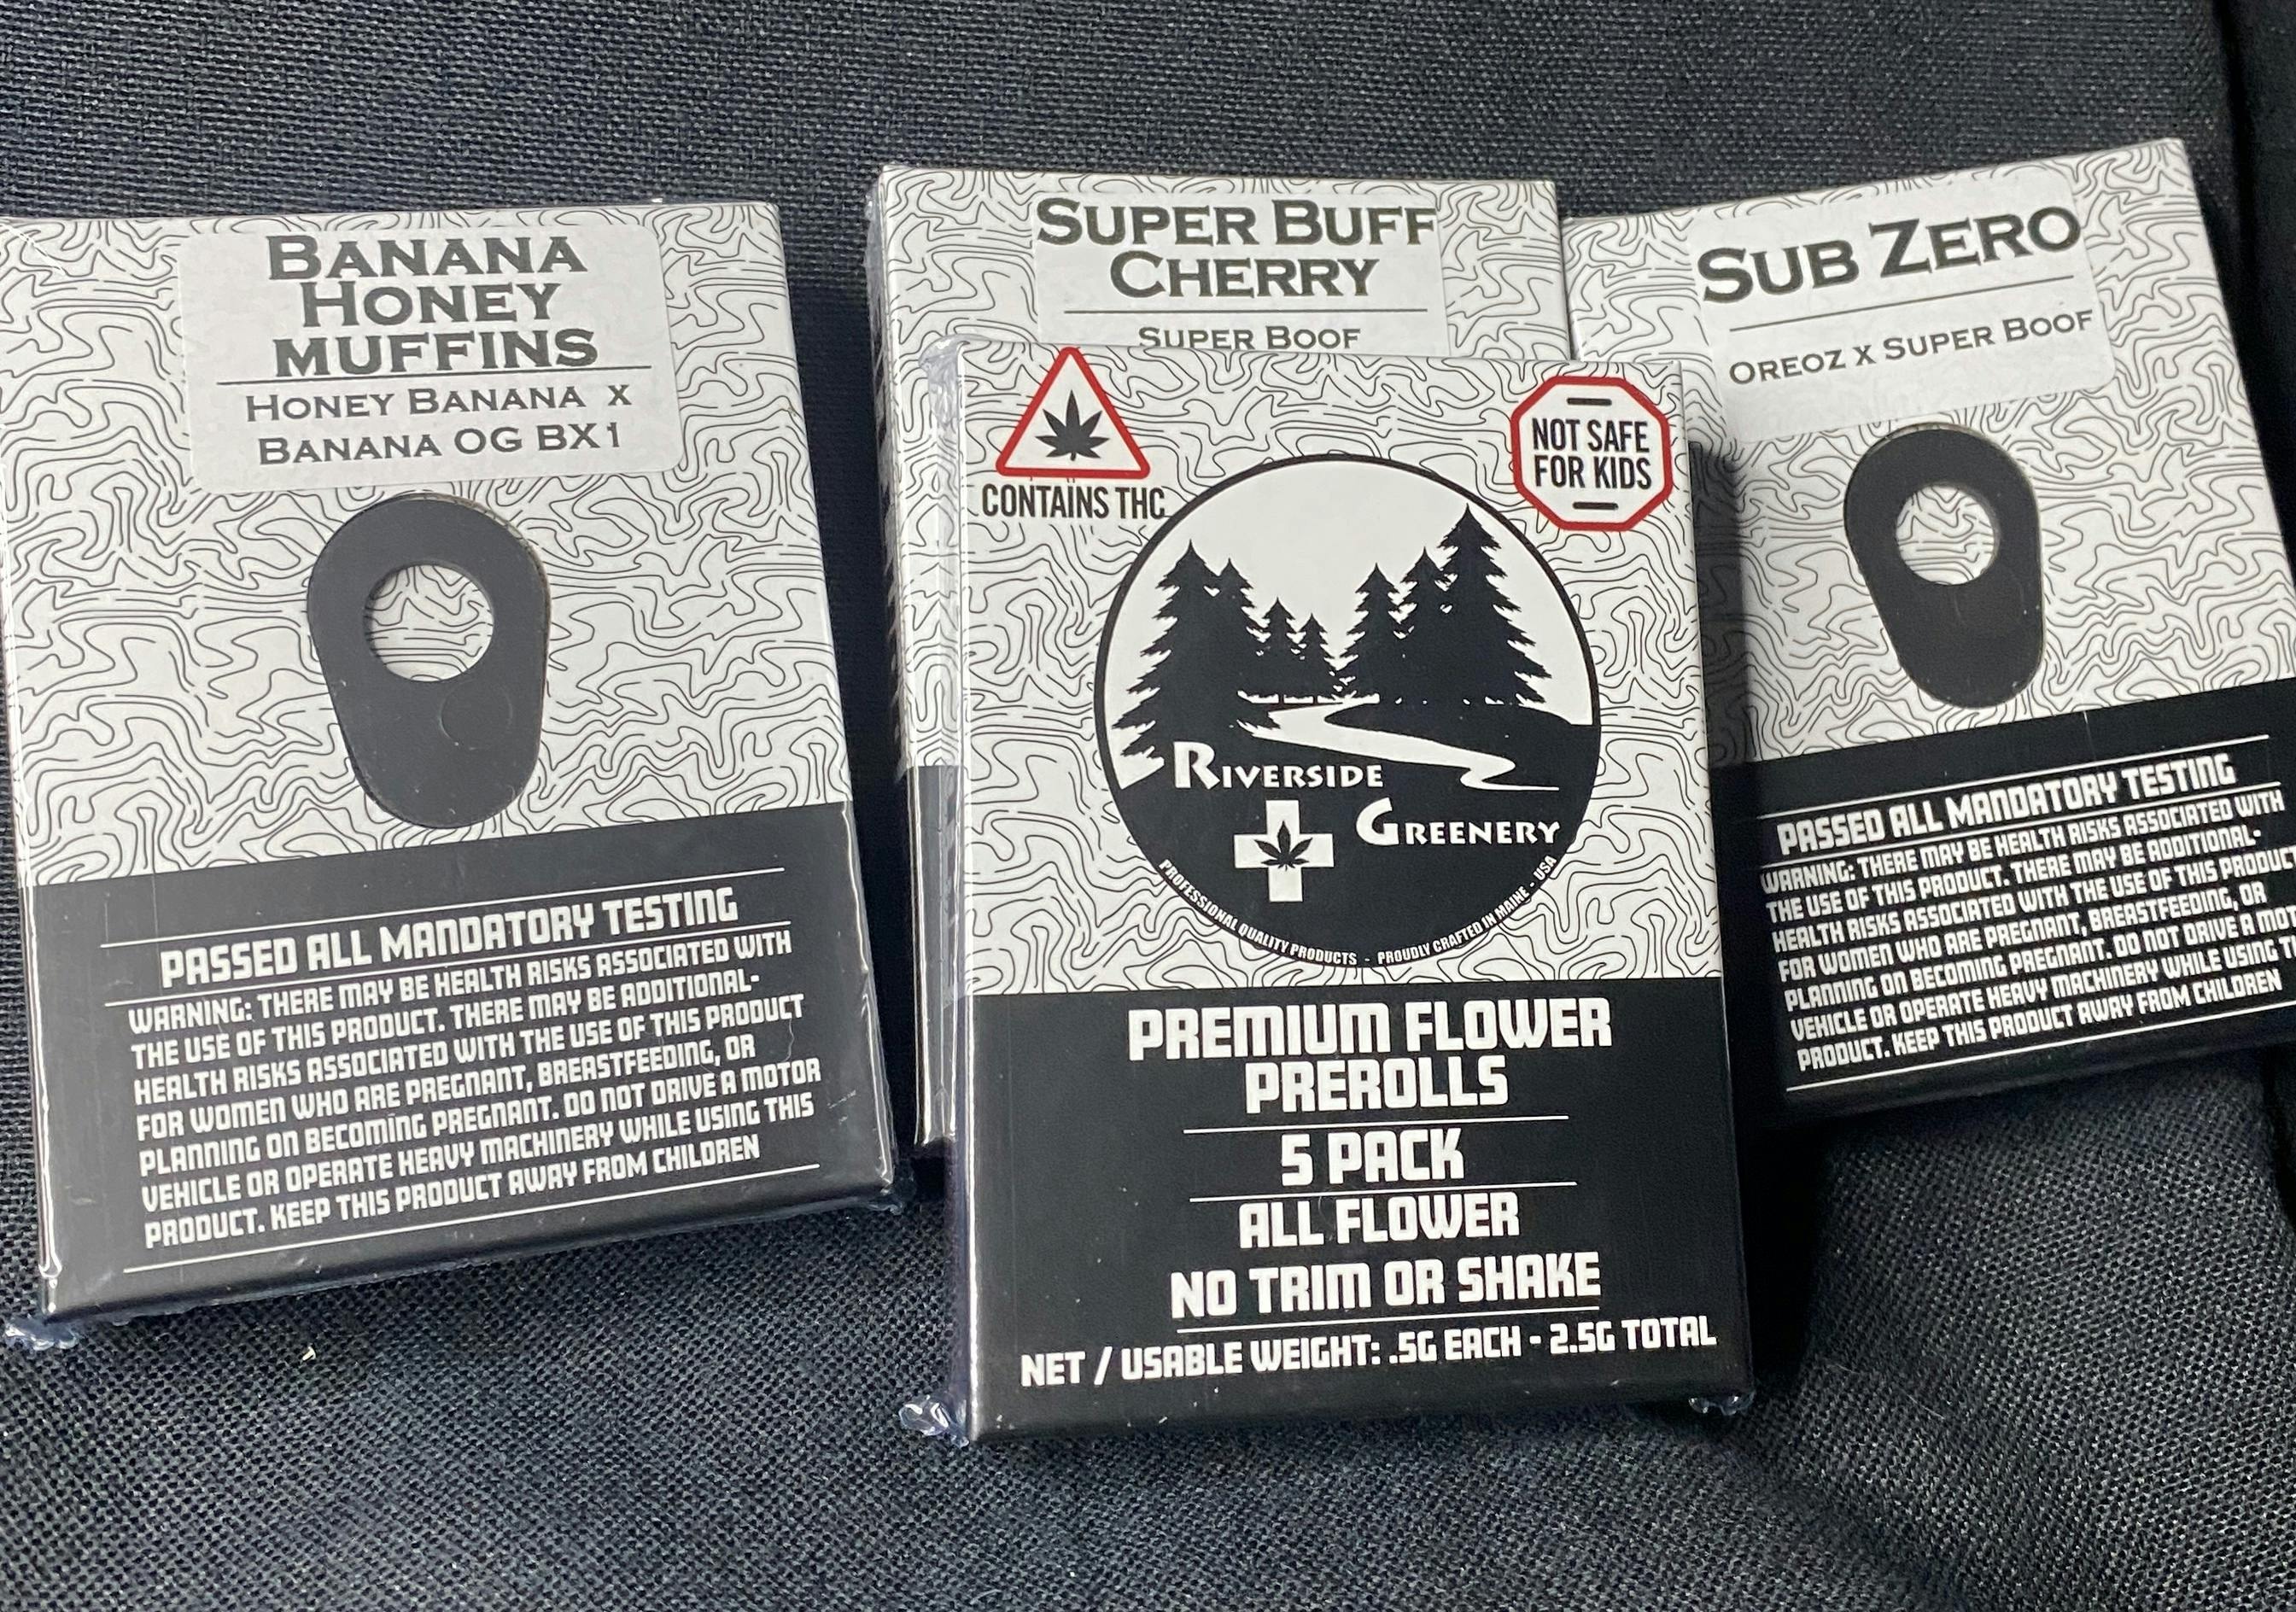 BANANA
HONEY
MUFFINS
HONEY BANANA X
BANANA OG BX1
PASSED ALL MANDATORY TESTING
WARNING: THERE MAY BE HEALTH RISKS ASSOCIATED WITH
THE USE OF THIS PRODUCT. THERE MAY BE ADDITIONAL-
HEALTH RISKS ASSOCIATED WITH THE USE OF THIS PRODUCT
FOR WOMEN WHO ARE PREGNANT, BREASTFEEDING, OR
PLANNING ON BECOMING PREGNANT. DO NOT DRIVE A MOTOR
VEHICLE OR OPERATE HEAVY MACHINERY WHILE USING THIS
PRODUCT. KEEP THIS PRODUCT AWAY FROM CHILDREN
SUPER BUFF
CHERRY
SUPER BOOF
CONTAINS THC
NOT SAFE
FOR KIDS
RIVERSIDE
GREENERY
PROFESSIONAL QUALITY PRODUCTS - PROUDLY CRAFTED IN MAINE - USA
PREMIUM FLOWER
PREROLLS
5 PACK
ALL FLOWER
NO TRIM OR SHAKE
NET / USABLE WEIGHT: .5G EACH - 2.5G TOTAL
SUB ZERO
OREOZ X SUPER BOOF
PASSED ALL MANDATORY TESTING
WARNING: THERE MAY BE HEALTH RISKS ASSOCIATED WITH
THE USE OF THIS PRODUCT. THERE MAY BE ADDITIONAL-
HEALTH RISKS ASSOCIATED WITH THE USE OF THIS PRODUCT
FOR WOMEN WHO ARE PREGNANT, BREASTFEEDING, OR
PLANNING ON BECOMING PREGNANT. DO NOT DRIVE A
VEHICLE OR OPERATE HEAVY MACHINERY WHILE USING
PRODUCT. KEEP THIS PRODUCT AWAY FROM CHILDREN